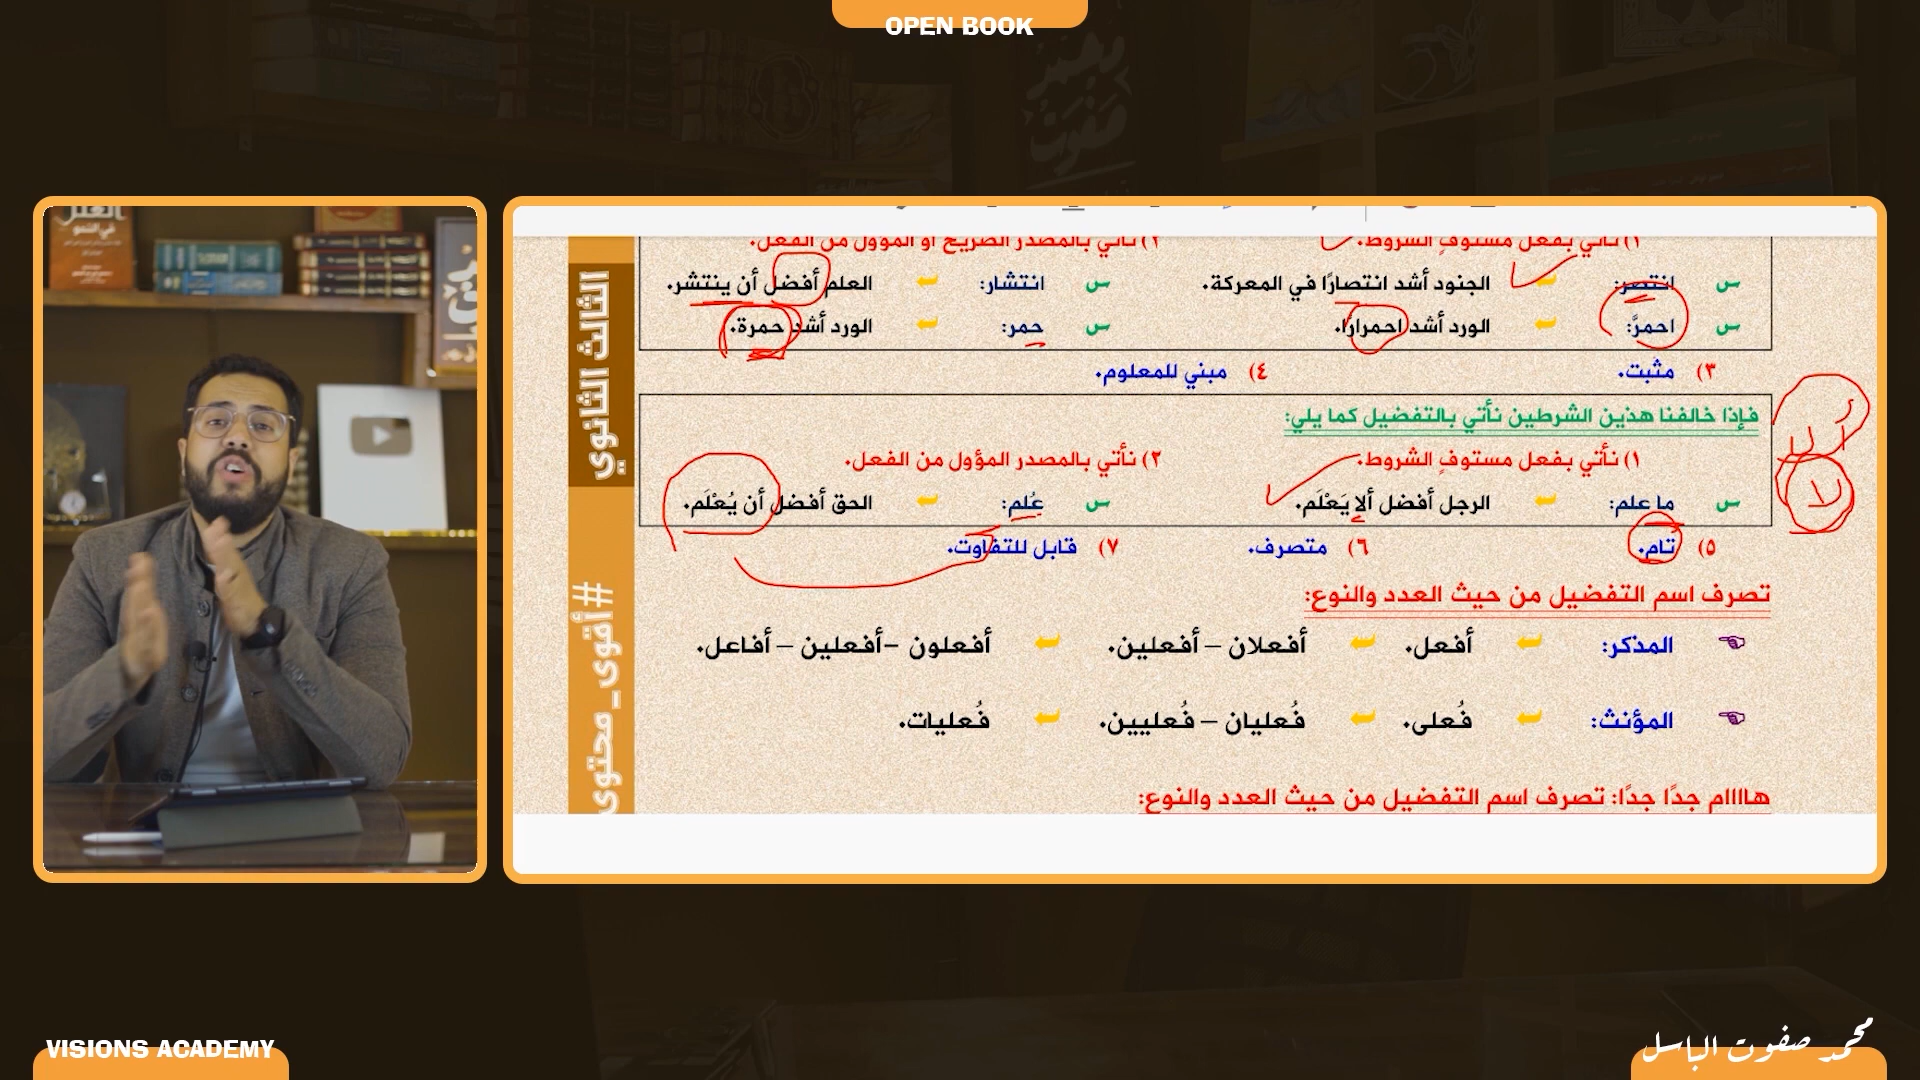 OPEN BOOK
١) نأتي بفعل مستوفٍ الشروط. ٢) نأتي بالمصدر الصريح أو المؤول من الفعل.
س انتصر: الجنود أشد انتصارًا في المعركة. س انتشار: العلم أفضل أن ينتشر.
س احمرَّ: الورد أشد احمرارًا. س حمر: الورد أشد حمرة.
٣) مثبت. ٤) مبني للمعلوم.
فإذا خالفنا هذين الشرطين نأتي بالتفضيل كما يلي:
١) نأتي بفعل مستوفٍ الشروط. ٢) نأتي بالمصدر المؤول من الفعل.
س ما علم: الرجل أفضل ألا يَعْلَم. س عُلم: الحق أفضل أن يُعْلَم.
٥) تام. ٦) متصرف. ٧) قابل للتفاوت.
تصرف اسم التفضيل من حيث العدد والنوع:
المذكر: أفعل. أفعلان – أفعلين. أفعلون –أفعلين – أفاعل.
المؤنث: فُعلى. فُعليان – فُعليين. فُعليات.
هاااام جدًا جدًا: تصرف اسم التفضيل من حيث العدد والنوع:
الثالث الثانوي
#أقوى_محتوى
في النحو
VISIONS ACADEMY
محمد صفوت الباسل